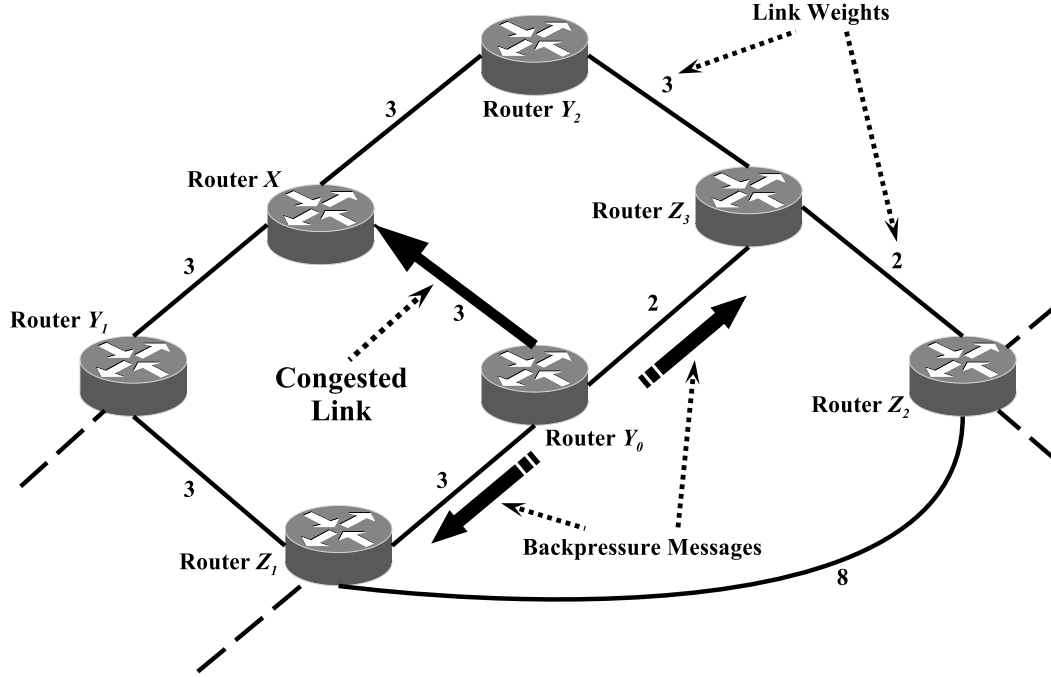 Link Weights
3
3
Router Y2
Router X
Router Z3
3
2
2
3
Router Y1
Congested
Link
Router Z2
Router Y0
3
3
Backpressure Messages
Router Z1
8